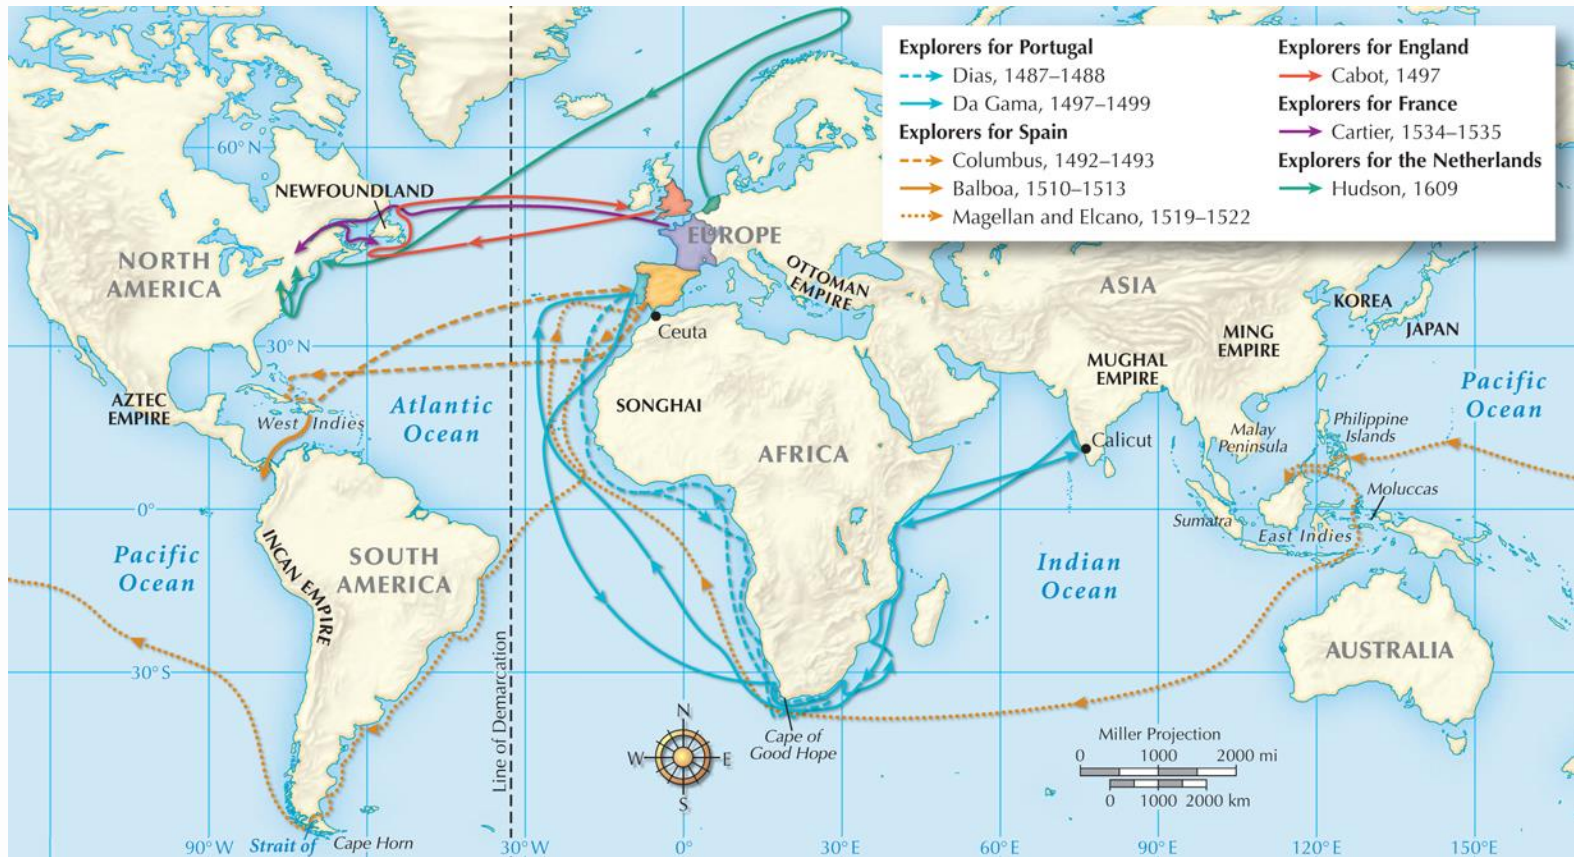 Explorers for Portugal
Dias, 1487–1488
Da Gama, 1497–1499
Explorers for Spain
Columbus, 1492–1493
Balboa, 1510–1513
Magellan and Elcano, 1519–1522
Explorers for England
Cabot, 1497
Explorers for France
Cartier, 1534–1535
Explorers for the Netherlands
Hudson, 1609
60°N
NEWFOUNDLAND
NORTH
AMERICA
EUROPE
OTTOMAN
EMPIRE
ASIA
KOREA
JAPAN
MING
EMPIRE
MUGHAL
EMPIRE
Ceuta
30°N
AZTEC
EMPIRE
West Indies
Atlantic
Ocean
SONGHAI
AFRICA
Calicut
Malay
Peninsula
Philippine
Islands
Pacific
Ocean
Moluccas
Sumatra
East Indies
0°
Pacific
Ocean
INCAN EMPIRE
SOUTH
AMERICA
Indian
Ocean
AUSTRALIA
30°S
Line of Demarcation
N
W
E
S
Cape of
Good Hope
Miller Projection
0 1000 2000 mi
0 1000 2000 km
Strait of
Cape Horn
90°W
30°W
0°
30°E
60°E
90°E
120°E
150°E